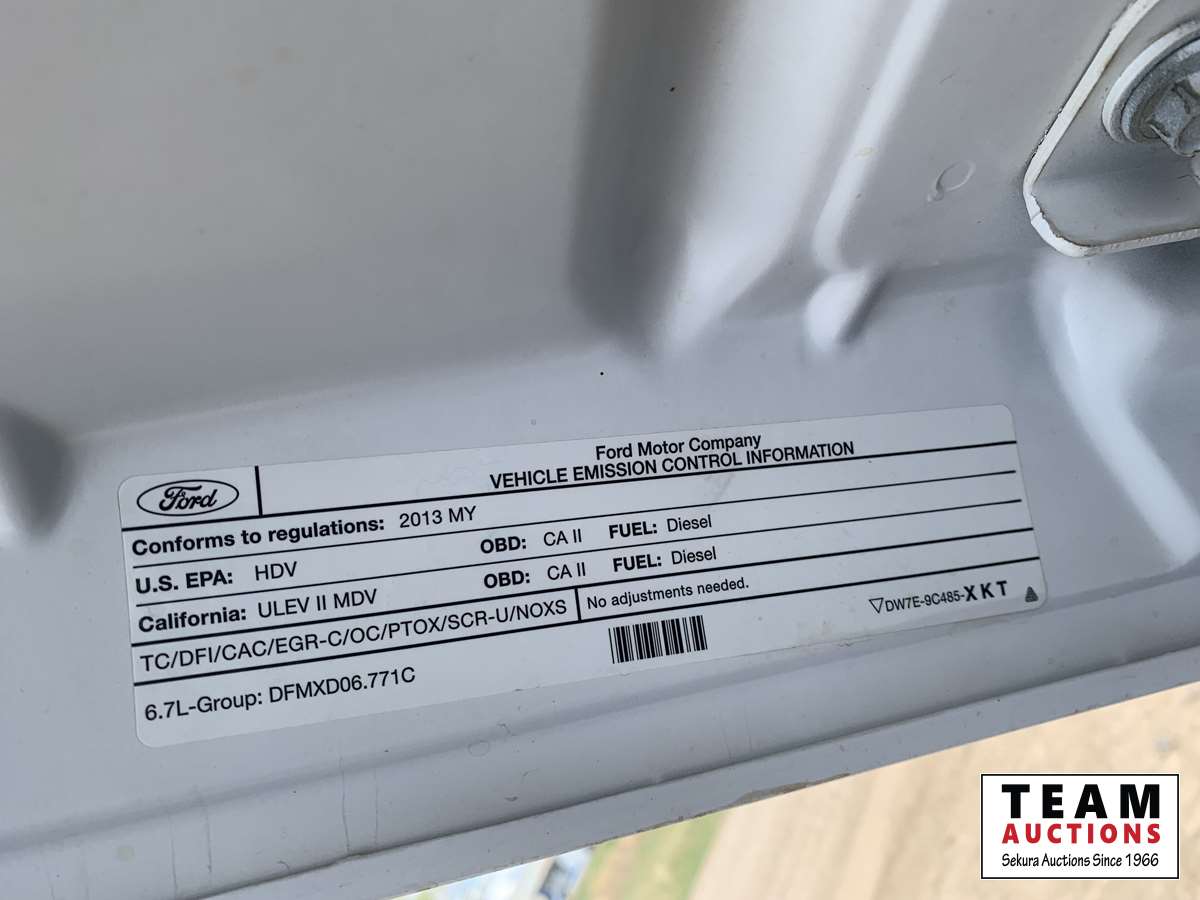 Ford Motor Company
Ford
VEHICLE EMISSION CONTROL INFORMATION
Conforms to regulations: 2013 MY
U.S. EPA: HDV OBD: CA II FUEL: Diesel
California: ULEV II MDV OBD: CA II FUEL: Diesel
TC/DFI/CAC/EGR-C/OC/PTOX/SCR-U/NOXS No adjustments needed.
6.7L-Group: DFMXD06.771C
DW7E-9C485-XKT
TEAM
AUCTIONS
Sekura Auctions Since 1966